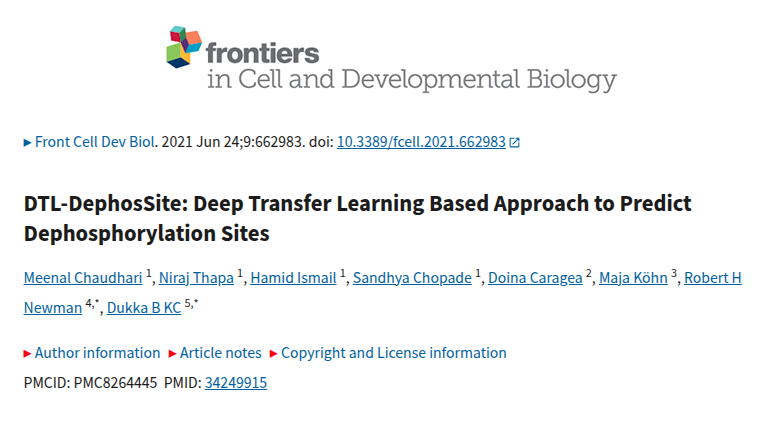 frontiers
in Cell and Developmental Biology
▸ Front Cell Dev Biol. 2021 Jun 24;9:662983. doi: 10.3389/fcell.2021.662983
DTL-DephosSite: Deep Transfer Learning Based Approach to Predict
Dephosphorylation Sites
Meenal Chaudhari 1, Niraj Thapa 1, Hamid Ismail 1, Sandhya Chopade 1, Doina Caragea 2, Maja Köhn 3, Robert H
Newman 4,*, Dukka B KC 5,*
▸ Author information ▸ Article notes ▸ Copyright and License information
PMCID: PMC8264445 PMID: 34249915